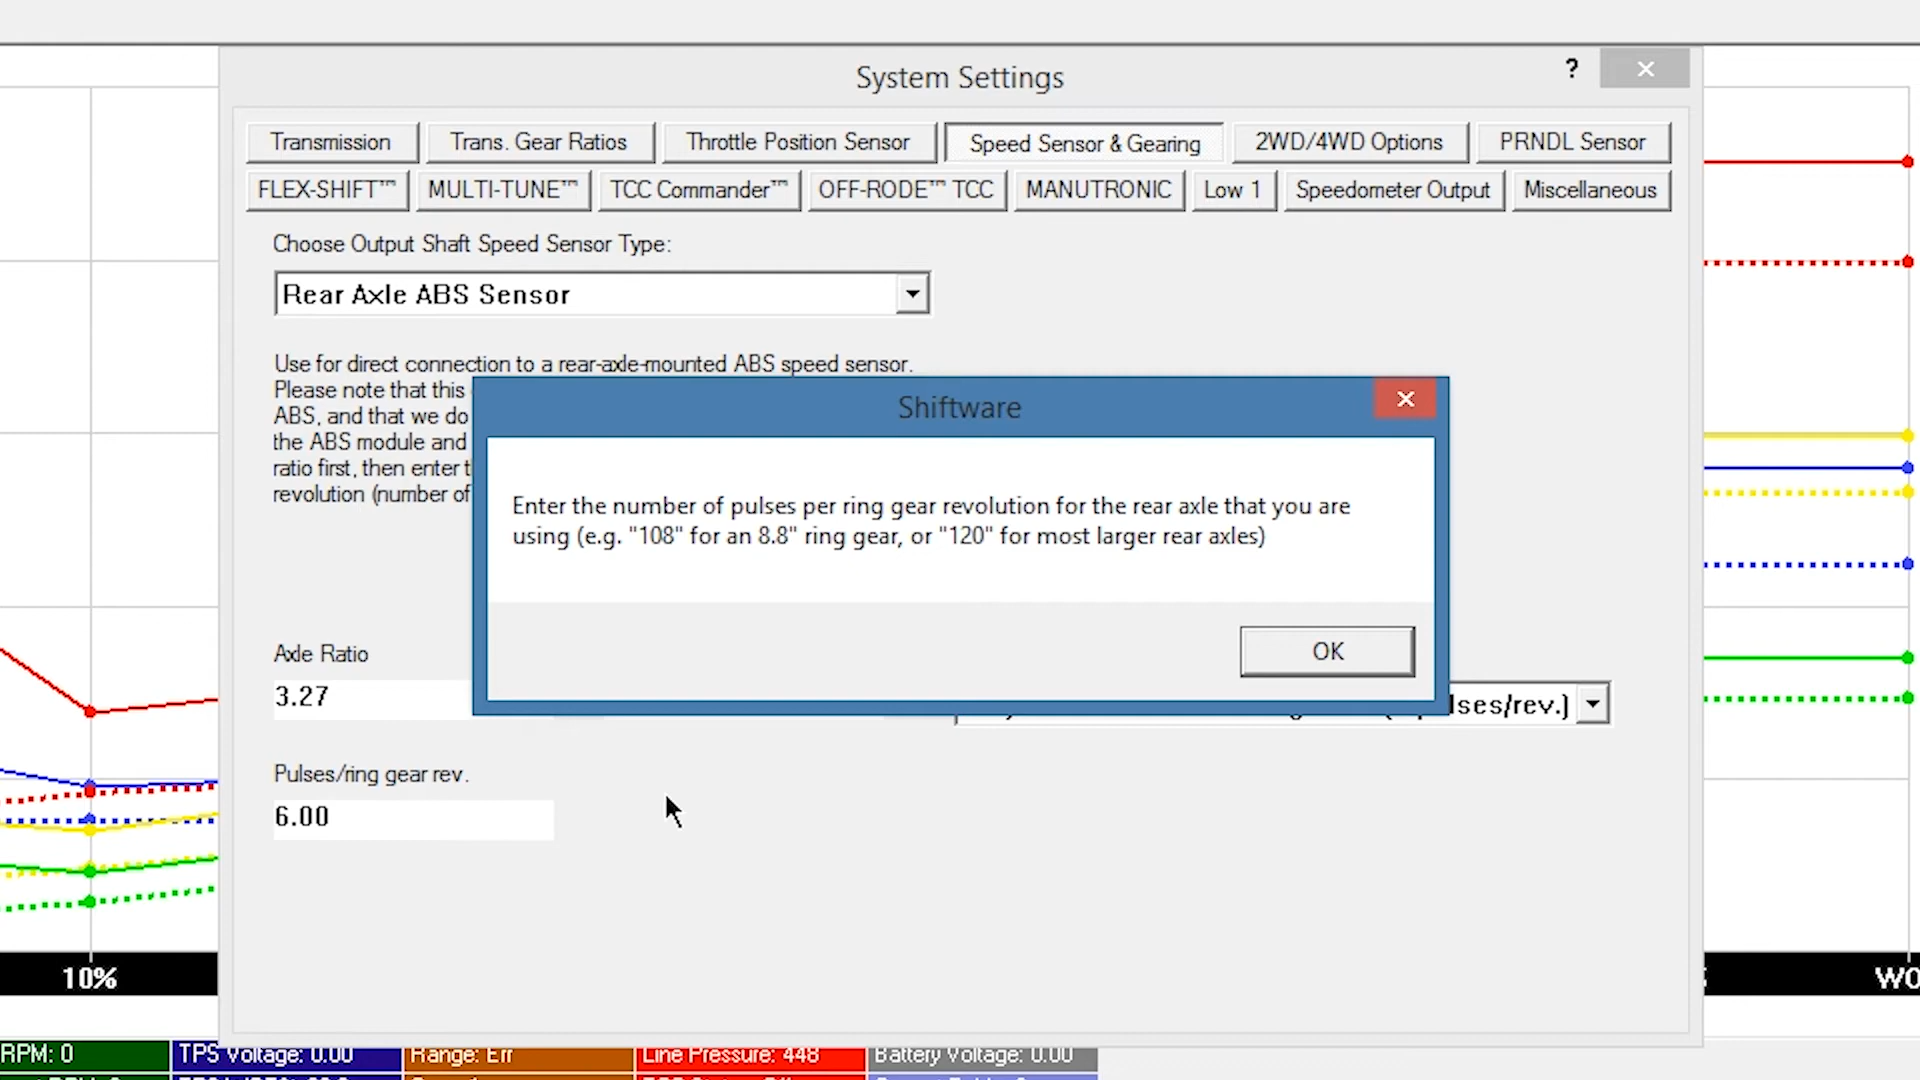 System Settings
?
Transmission
Trans. Gear Ratios
Throttle Position Sensor
Speed Sensor & Gearing
2WD/4WD Options
PRNDL Sensor
FLEX-SHIFT™
MULTI-TUNE™
TCC Commander™
OFF-RODE™ TCC
MANUTRONIC
Low 1
Speedometer Output
Miscellaneous
Choose Output Shaft Speed Sensor Type:
Rear Axle ABS Sensor
Use for direct connection to a rear-axle-mounted ABS speed sensor.
Please note that this
ABS, and that we do
the ABS module and
ratio first, then enter
revolution (number of
Shiftware
Enter the number of pulses per ring gear revolution for the rear axle that you are
using (e.g. "108" for an 8.8" ring gear, or "120" for most larger rear axles)
OK
Axle Ratio
3.27
lses/rev.)
Pulses/ring gear rev.
6.00
10%
WO
RPM: 0
TPS Voltage: 0.00
Range: Err
Line Pressure: 448
Battery Voltage: 0.00